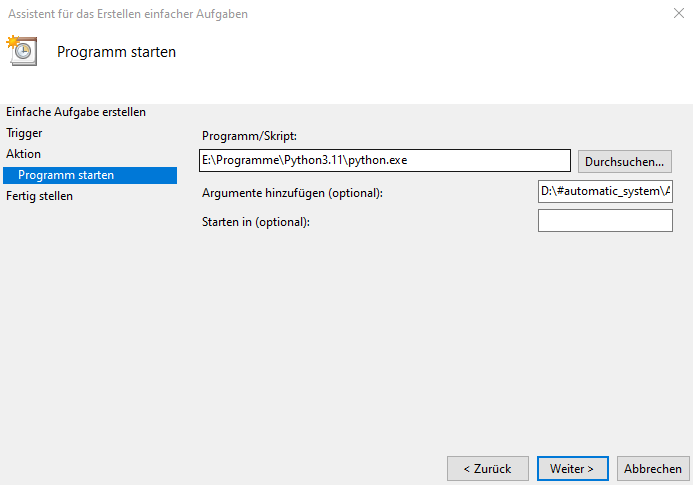 Assistent für das Erstellen einfacher Aufgaben
Programm starten
Einfache Aufgabe erstellen
Trigger
Aktion
Programm starten
Fertig stellen
Programm/Skript:
E:\Programme\Python3.11\python.exe
Durchsuchen...
Argumente hinzufügen (optional):
D:\#automatic_system\A
Starten in (optional):
< Zurück
Weiter >
Abbrechen